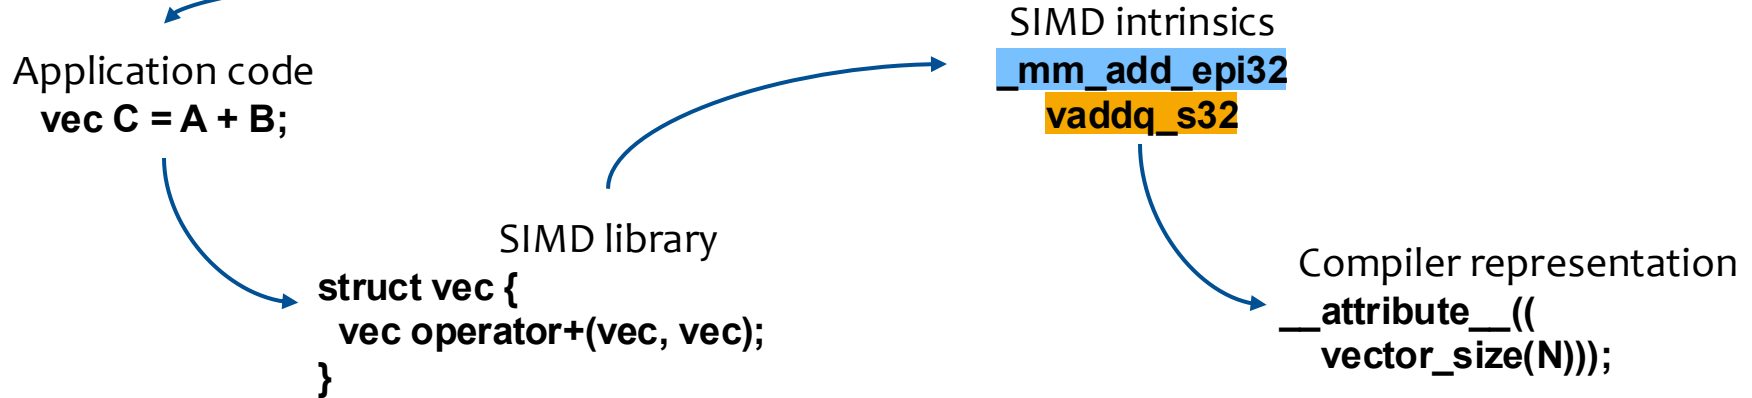 Application code
vec C = A + B;
SIMD library
struct vec {
vec operator+(vec, vec);
}
SIMD intrinsics
_mm_add_epi32
vaddq_s32
Compiler representation
__attribute__((
vector_size(N)));